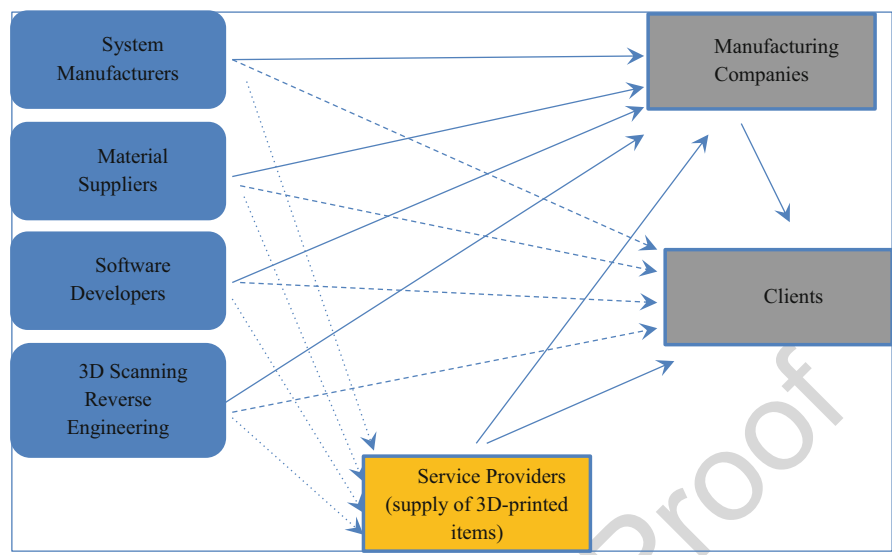 System
Manufacturers
Material
Suppliers
Software
Developers
3D Scanning
Reverse
Engineering
Manufacturing
Companies
Clients
Service Providers
(supply of 3D-printed
items)
Proof